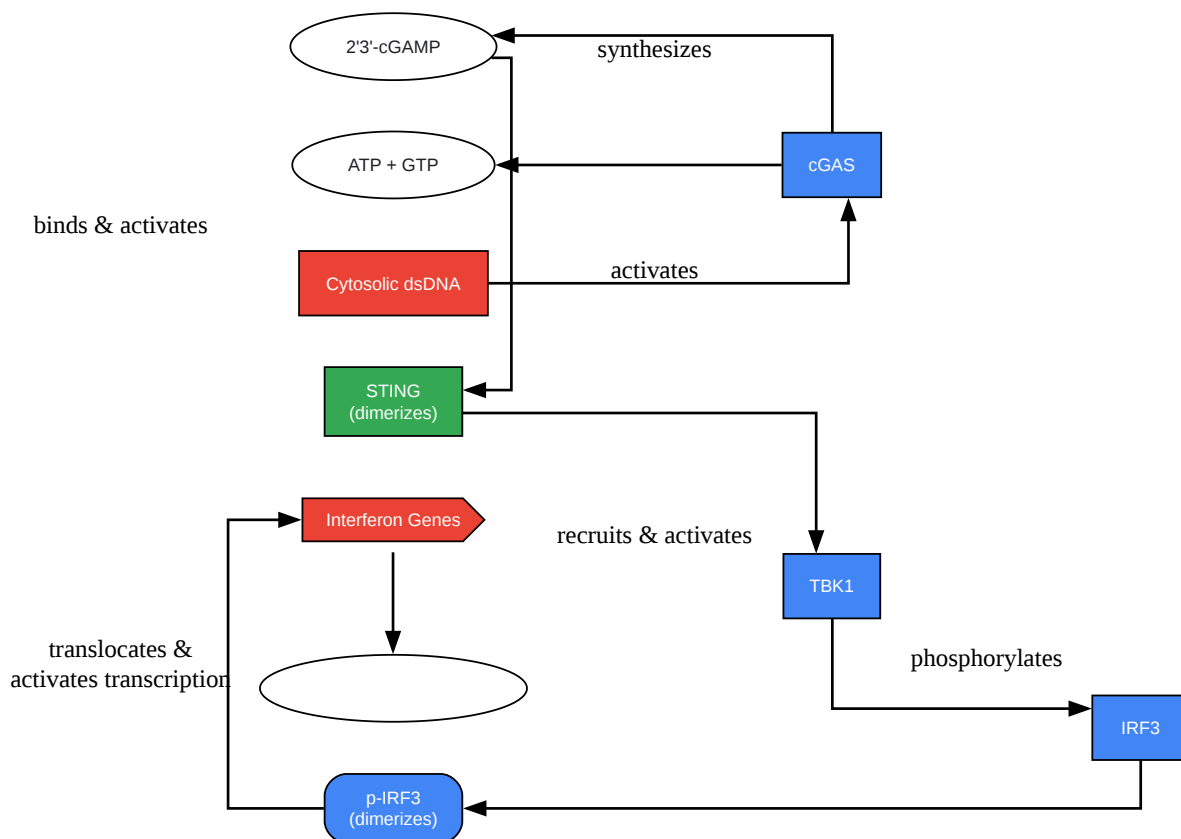 2'3'-cGAMP
synthesizes
ATP + GTP
cGAS
binds & activates
Cytosolic dsDNA
activates
STING
(dimerizes)
Interferon Genes
recruits & activates
TBK1
translocates &
activates transcription
phosphorylates
IRF3
p-IRF3
(dimerizes)